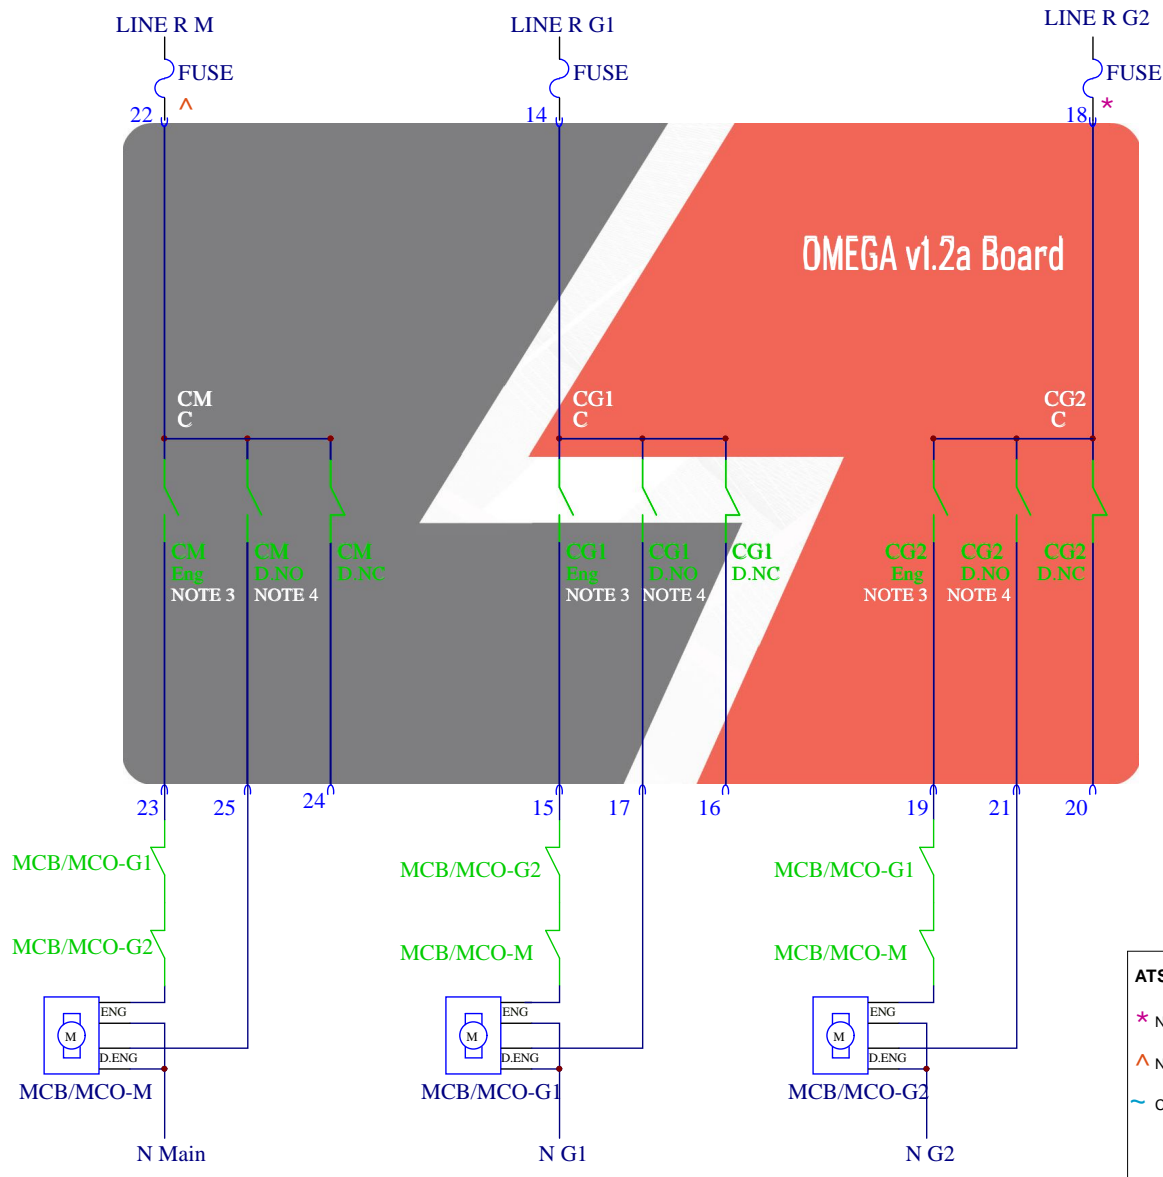 LINE R M
LINE R G1
LINE R G2
FUSE
FUSE
FUSE
22
^
14
18
*
OMEGA v1.2a Board
CM
C
CG1
C
CG2
C
CM
Eng
NOTE 3
CM
D.NO
NOTE 4
CM
D.NC
CG1
Eng
NOTE 3
CG1
D.NO
NOTE 4
CG1
D.NC
CG2
Eng
NOTE 3
CG2
D.NO
NOTE 4
CG2
D.NC
23
25
24
15
17
16
19
21
20
MCB/MCO-G1
MCB/MCO-G2
MCB/MCO-G1
MCB/MCO-G2
MCB/MCO-M
MCB/MCO-M
ENG
M
D.ENG
MCB/MCO-M
ENG
M
D.ENG
MCB/MCO-G1
ENG
M
D.ENG
MCB/MCO-G2
N Main
N G1
N G2
ATS
* N
^ N
~